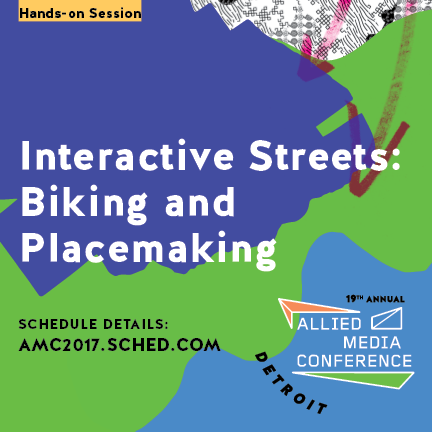 Hands-on Session
Interactive Streets:
Biking and
Placemaking
SCHEDULE DETAILS:
AMC2017.SCHED.COM
19TH ANNUAL
ALLIED
MEDIA
CONFERENCE
DETROIT